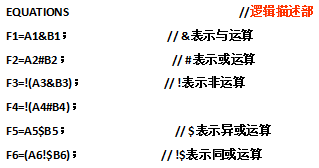 EQUATIONS //逻辑描述部
F1=A1&B1； // &表示与运算
F2=A2#B2； // #表示或运算
F3=!(A3&B3)； // !表示非运算
F4=!(A4#B4)；
F5=A5$B5； // $表示异或运算
F6=(A6!$B6)； // !$表示同或运算